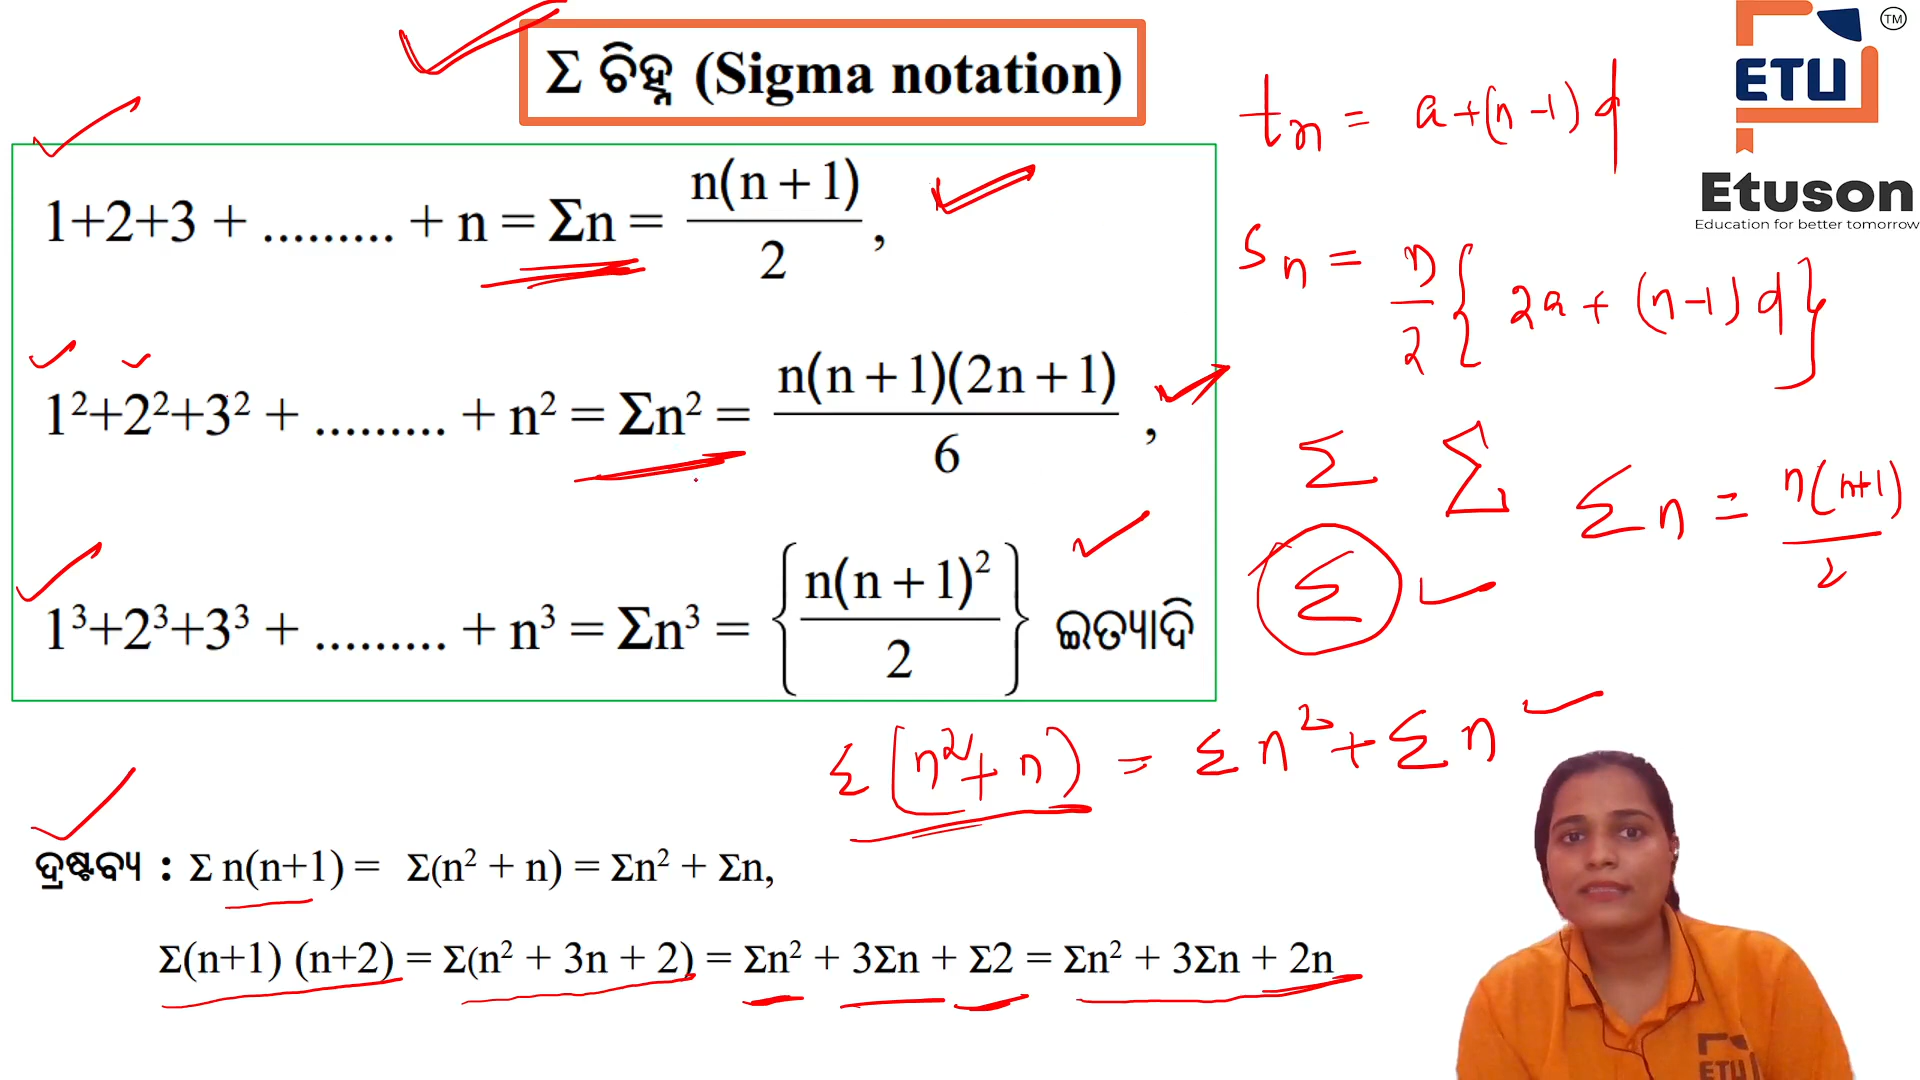 Σ ଚିହ୍ନ (Sigma notation)
1+2+3 + ......... + n = Σn = n(n + 1)/2 ,
1²+2²+3² + ......... + n² = Σn² = n(n + 1)(2n + 1)/6 ,
1³+2³+3³ + ......... + n³ = Σn³ = {n(n + 1)²/2} ଇତ୍ୟାଦି
ଦ୍ରଷ୍ଟବ୍ୟ : Σ n(n+1) = Σ(n² + n) = Σn² + Σn,
Σ(n+1) (n+2) = Σ(n² + 3n + 2) = Σn² + 3Σn + Σ2 = Σn² + 3Σn + 2n
tn = a+(n-1)d
Sn = n/2 { 2a + (n-1)d }
Σ Σ Σn = n(n+1)/2
Σ
Σ(n²+n) = Σn²+Σn
ETU TM
Etuson
Education for better tomorrow
ETU